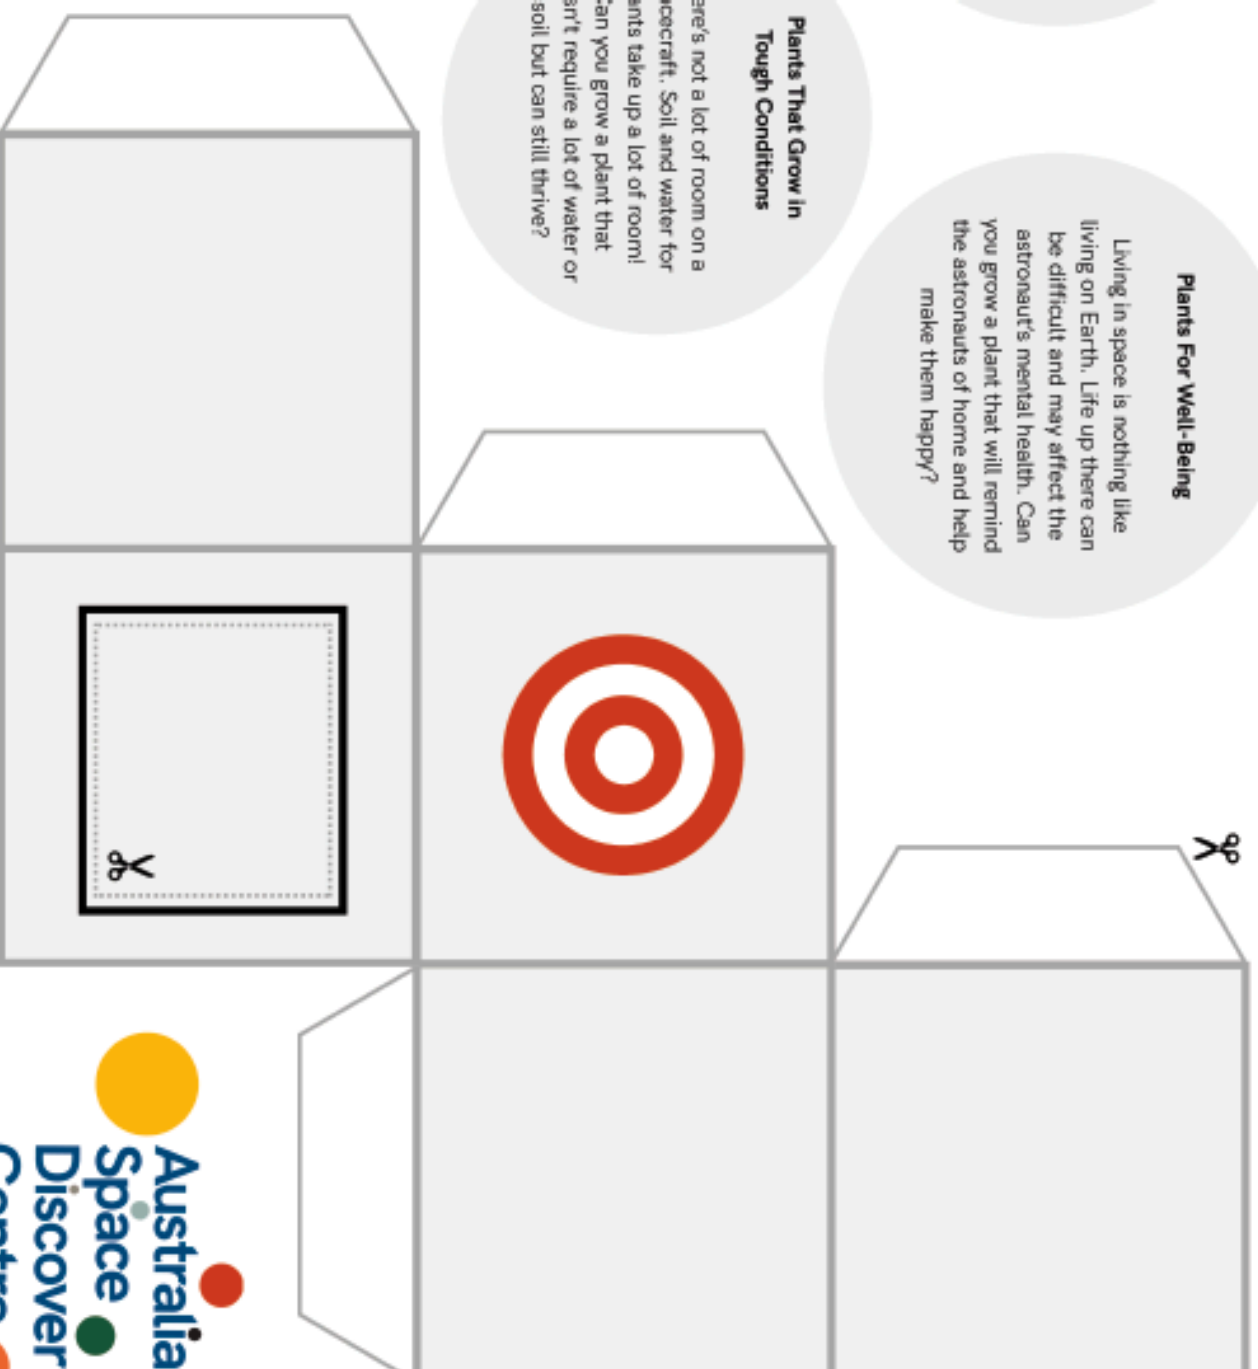 Plants That Grow in
Tough Conditions
ere's not a lot of room on a
acecraft. Soil and water for
ants take up a lot of room!
Can you grow a plant that
sn't require a lot of water or
soil but can still thrive?
Plants For Well-Being
Living in space is nothing like
living on Earth. Life up there can
be difficult and may affect the
astronaut's mental health. Can
you grow a plant that will remind
the astronauts of home and help
make them happy?
Australia
Space
Discover
Centre